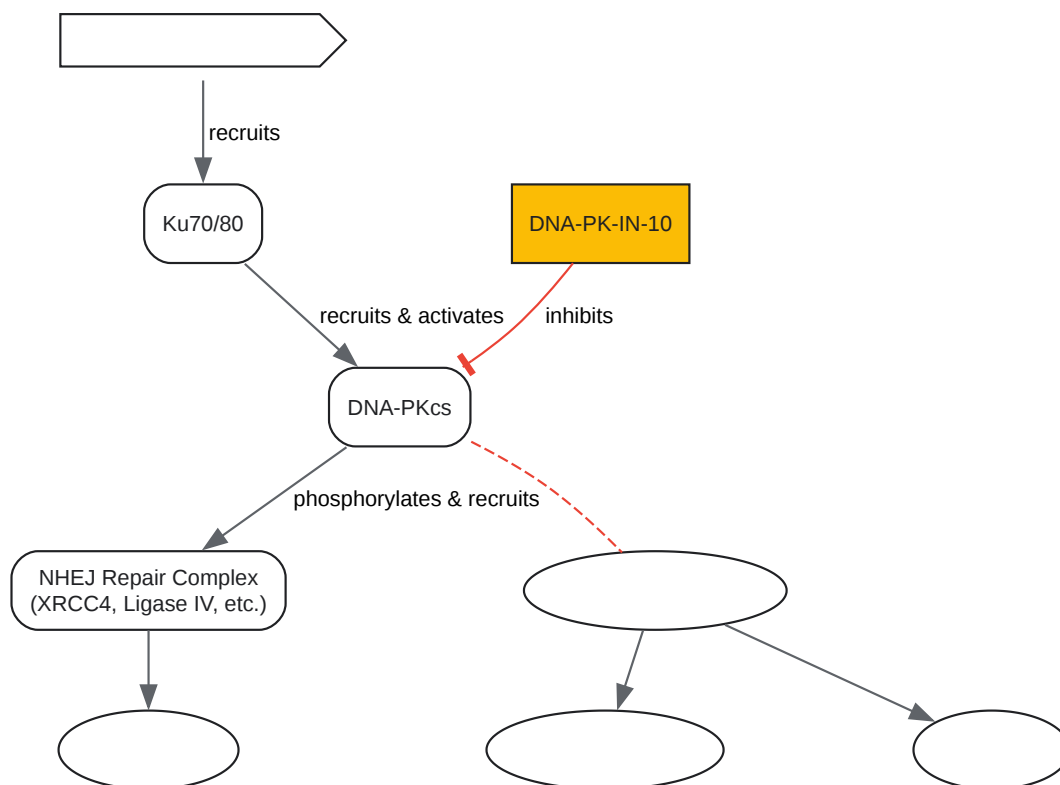 recruits
Ku70/80
DNA-PK-IN-10
recruits & activates
inhibits
DNA-PKcs
phosphorylates & recruits
NHEJ Repair Complex
(XRCC4, Ligase IV, etc.)